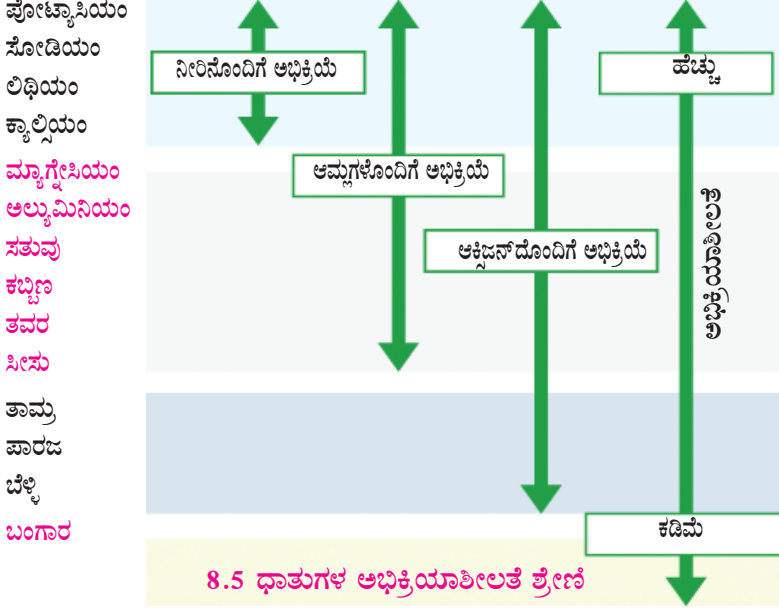 ಪೋಟ್ಯಾಸಿಯಂ
ಸೋಡಿಯಂ
ಲಿಥಿಯಂ
ಕ್ಯಾಲ್ಸಿಯಂ
ಮ್ಯಾಗ್ನೇಸಿಯಂ
ಅಲ್ಯುಮಿನಿಯಂ
ಸತುವು
ಕಬ್ಬಿಣ
ತವರ
ಸೀಸು
ತಾಮ್ರ
ಪಾರಜ
ಬೆಳ್ಳಿ
ಬಂಗಾರ
ನೀರಿನೊಂದಿಗೆ ಅಭಿಕ್ರಿಯೆ
ಆಮ್ಲಗಳೊಂದಿಗೆ ಅಭಿಕ್ರಿಯೆ
ಆಕ್ಸಿಜನ್‌ದೊಂದಿಗೆ ಅಭಿಕ್ರಿಯೆ
ಹೆಚ್ಚು
ಅಭಿಕ್ರಿಯಾಶೀಲತೆ
ಕಡಿಮೆ
8.5 ಧಾತುಗಳ ಅಭಿಕ್ರಿಯಾಶೀಲತೆ ಶ್ರೇಣಿ